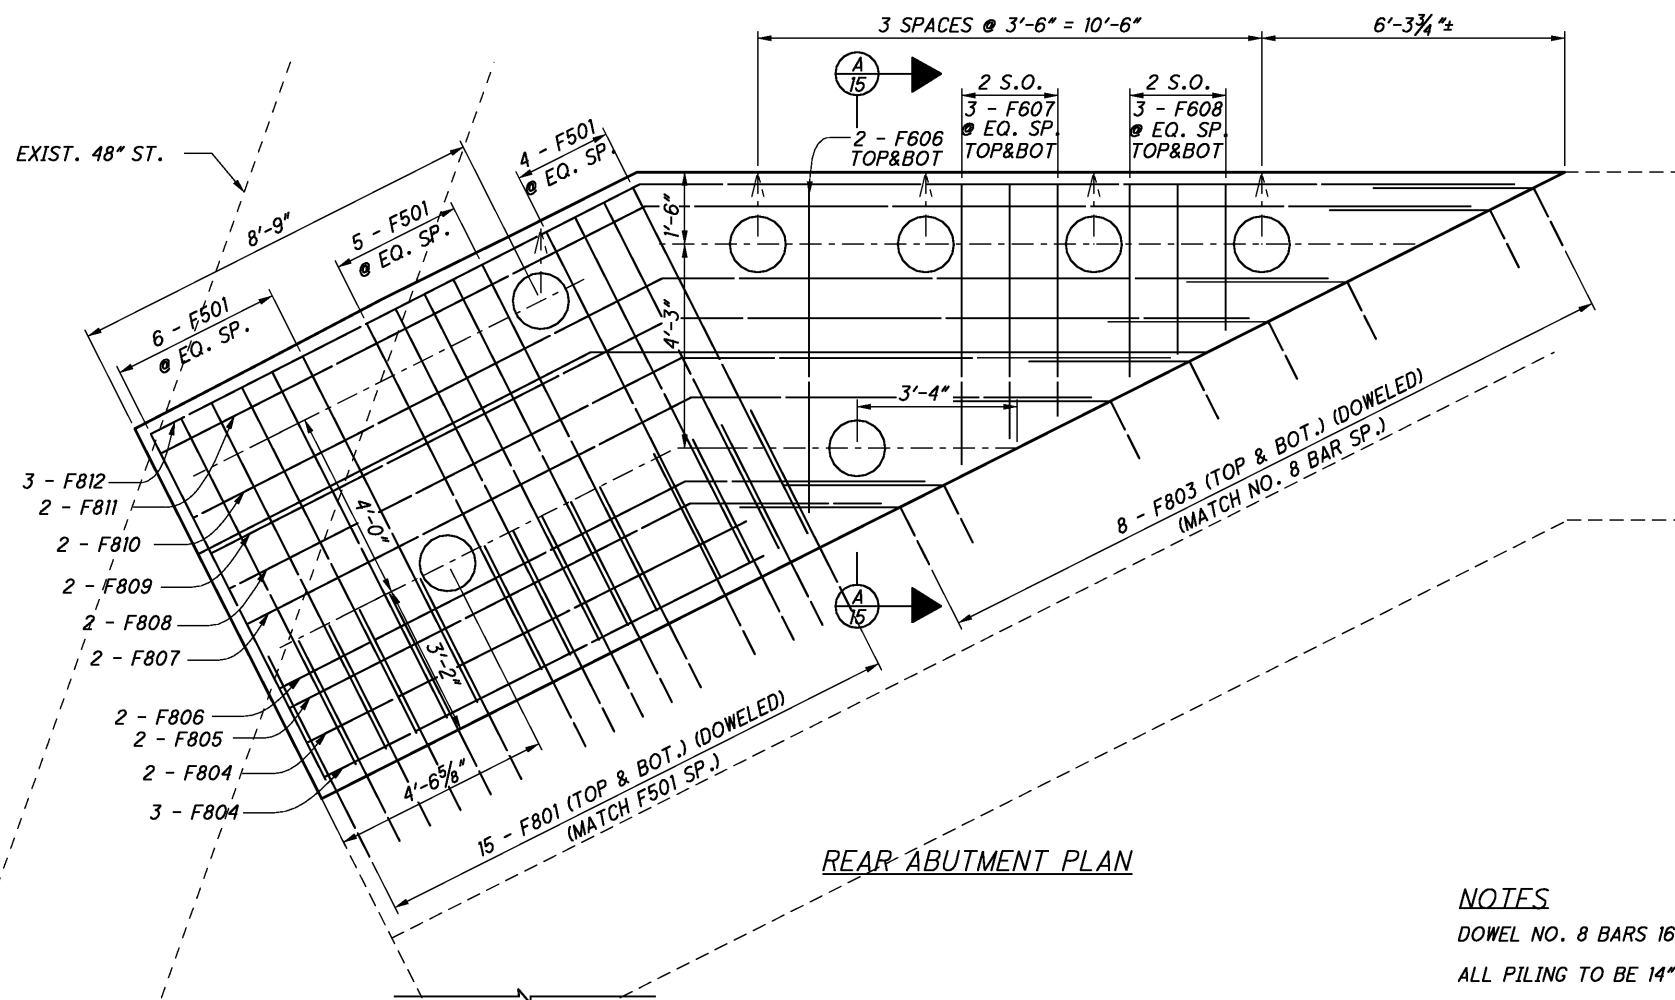 3 SPACES @ 3'-6" = 10'-6"
6'-3¾"±
A
15
2 S.O.
3 - F607
@ EQ. SP.
TOP&BOT
2 S.O.
3 - F608
@ EQ. SP.
TOP&BOT
2 - F606
TOP&BOT
EXIST. 48" ST.
8'-9"
4 - F501
@ EQ. SP.
5 - F501
@ EQ. SP.
6 - F501
@ EQ. SP.
1'-6"
4'-3"
3'-4"
3 - F812
2 - F811
2 - F810
2 - F809
2 - F808
2 - F807
2 - F806
2 - F805
2 - F804
3 - F804
4'-0"
3'-2"
4'-6⅝"
A
15
8 - F803 (TOP & BOT.) (DOWELED)
(MATCH NO. 8 BAR SP.)
15 - F801 (TOP & BOT.) (DOWELED)
(MATCH F501 SP.)
REAR ABUTMENT PLAN
NOTES
DOWEL NO. 8 BARS 16
ALL PILING TO BE 14"